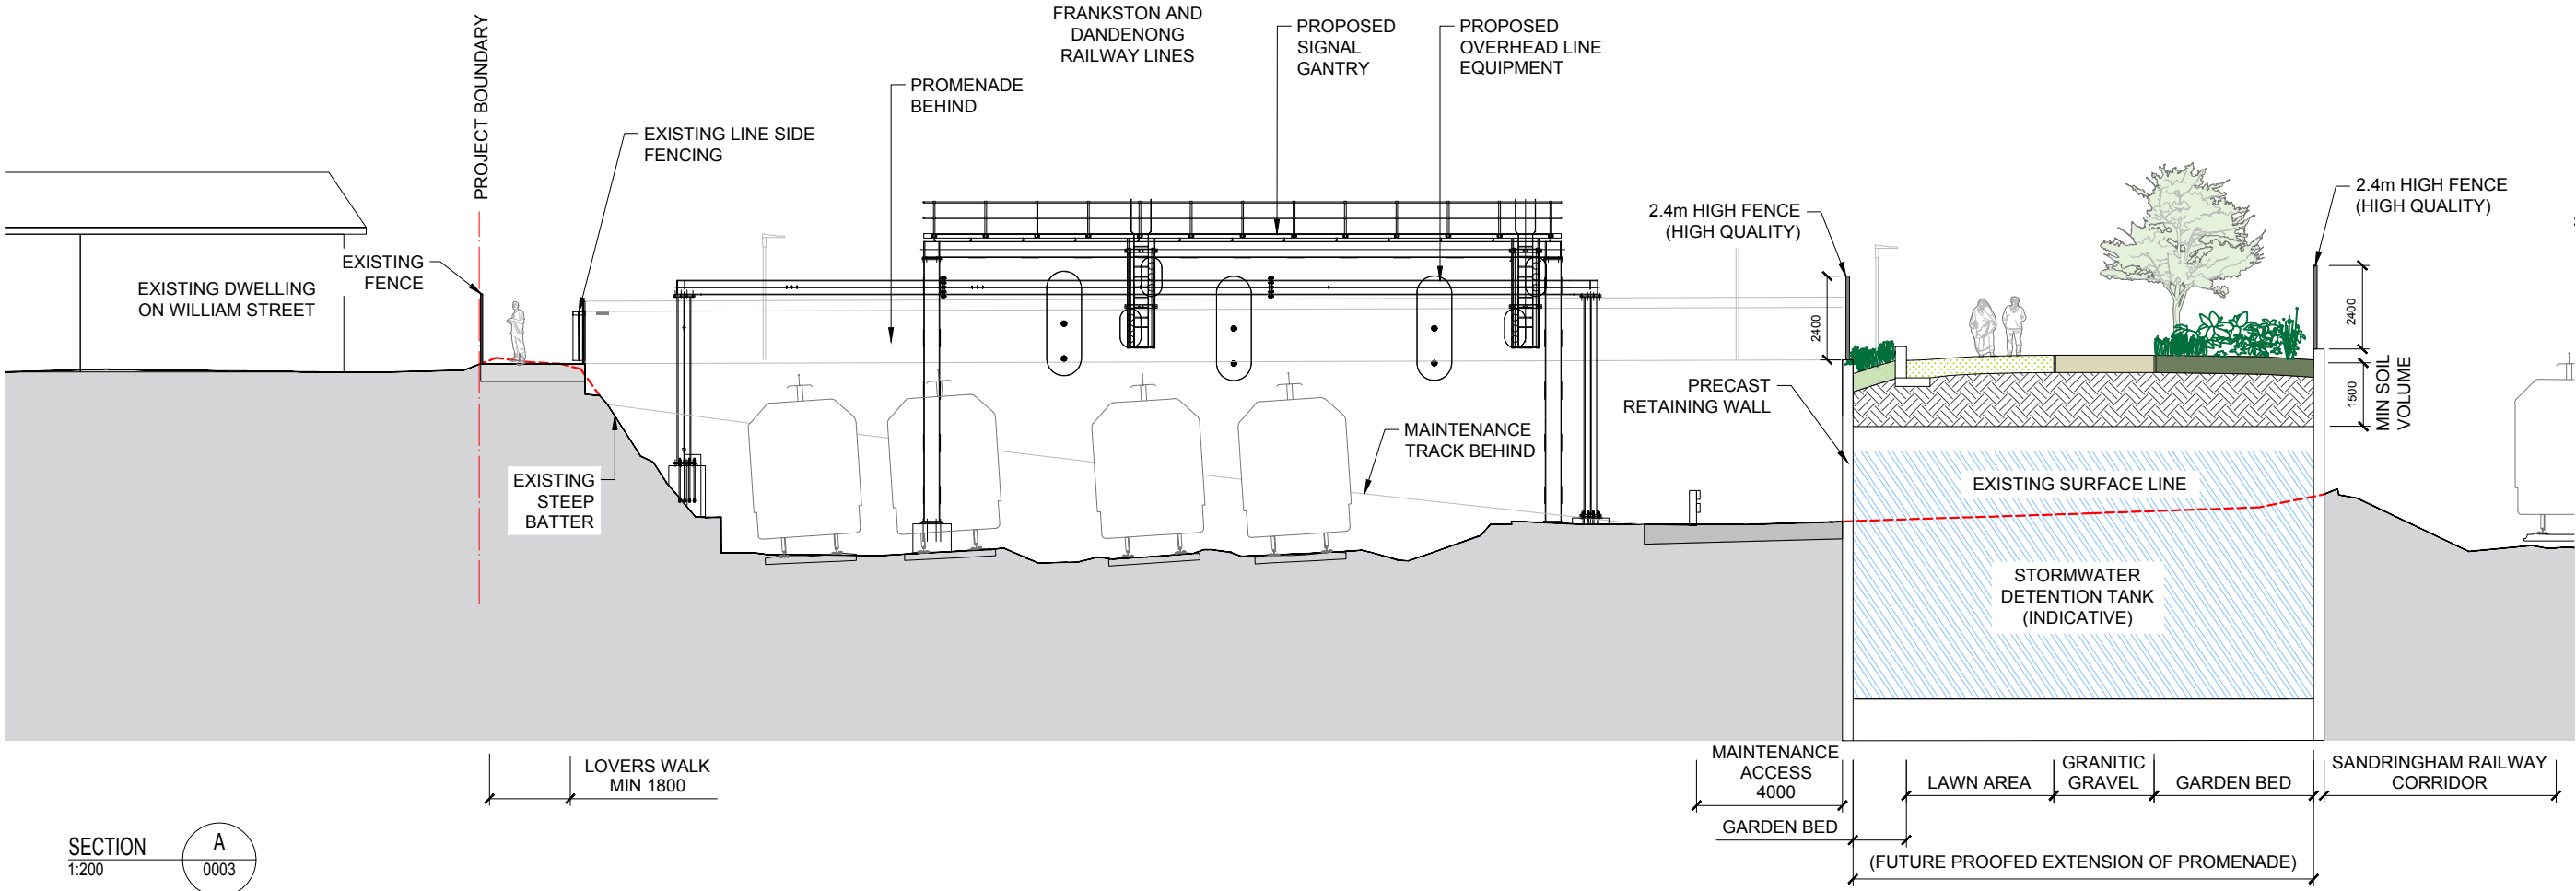 PROJECT BOUNDARY
FRANKSTON AND
DANDENONG
RAILWAY LINES
PROPOSED
SIGNAL
GANTRY
PROPOSED
OVERHEAD LINE
EQUIPMENT
PROMENADE
BEHIND
EXISTING LINE SIDE
FENCING
2.4m HIGH FENCE
(HIGH QUALITY)
2.4m HIGH FENCE
(HIGH QUALITY)
EXISTING
FENCE
EXISTING DWELLING
ON WILLIAM STREET
2400
2400
1500
MIN SOIL
VOLUME
PRECAST
RETAINING WALL
MAINTENANCE
TRACK BEHIND
EXISTING
STEEP
BATTER
EXISTING SURFACE LINE
STORMWATER
DETENTION TANK
(INDICATIVE)
LOVERS WALK
MIN 1800
MAINTENANCE
ACCESS
4000
GARDEN BED
LAWN AREA
GRANITIC
GRAVEL
GARDEN BED
SANDRINGHAM RAILWAY
CORRIDOR
(FUTURE PROOFED EXTENSION OF PROMENADE)
SECTION
1:200
A
0003